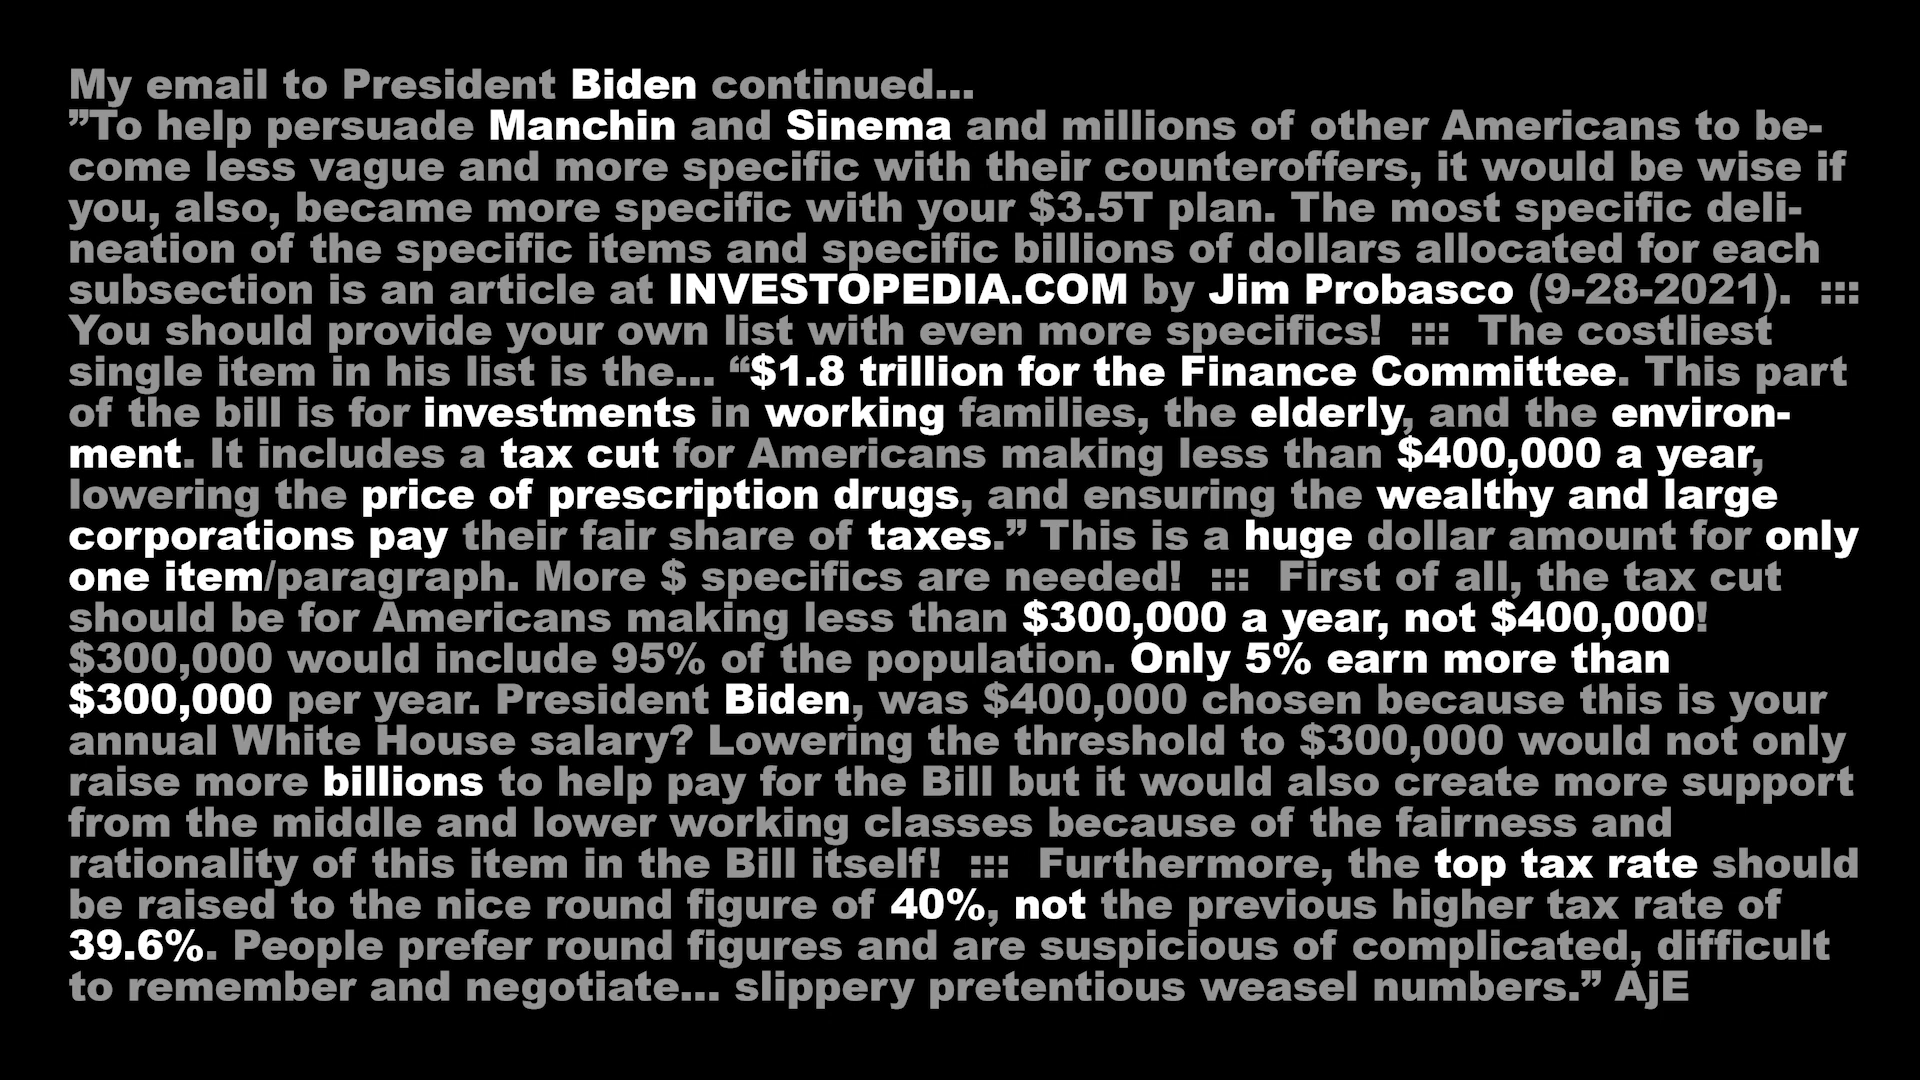 My email to President Biden continued...
”To help persuade Manchin and Sinema and millions of other Americans to be-
come less vague and more specific with their counteroffers, it would be wise if
you, also, became more specific with your $3.5T plan. The most specific deli-
neation of the specific items and specific billions of dollars allocated for each
subsection is an article at INVESTOPEDIA.COM by Jim Probasco (9-28-2021).  :::
You should provide your own list with even more specifics!  :::  The costliest
single item in his list is the... “$1.8 trillion for the Finance Committee. This part
of the bill is for investments in working families, the elderly, and the environ-
ment. It includes a tax cut for Americans making less than $400,000 a year,
lowering the price of prescription drugs, and ensuring the wealthy and large
corporations pay their fair share of taxes.” This is a huge dollar amount for only
one item/paragraph. More $ specifics are needed!  :::  First of all, the tax cut
should be for Americans making less than $300,000 a year, not $400,000!
$300,000 would include 95% of the population. Only 5% earn more than
$300,000 per year. President Biden, was $400,000 chosen because this is your
annual White House salary? Lowering the threshold to $300,000 would not only
raise more billions to help pay for the Bill but it would also create more support
from the middle and lower working classes because of the fairness and
rationality of this item in the Bill itself!  :::  Furthermore, the top tax rate should
be raised to the nice round figure of 40%, not the previous higher tax rate of
39.6%. People prefer round figures and are suspicious of complicated, difficult
to remember and negotiate... slippery pretentious weasel numbers.” AjE